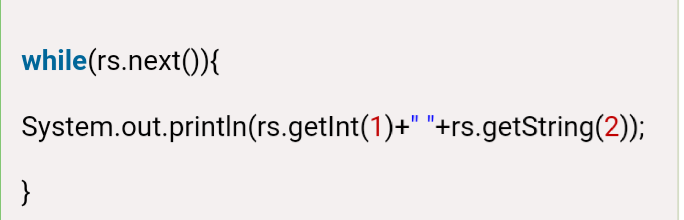 while(rs.next()){
System.out.println(rs.getInt(1)+" "+rs.getString(2));
}